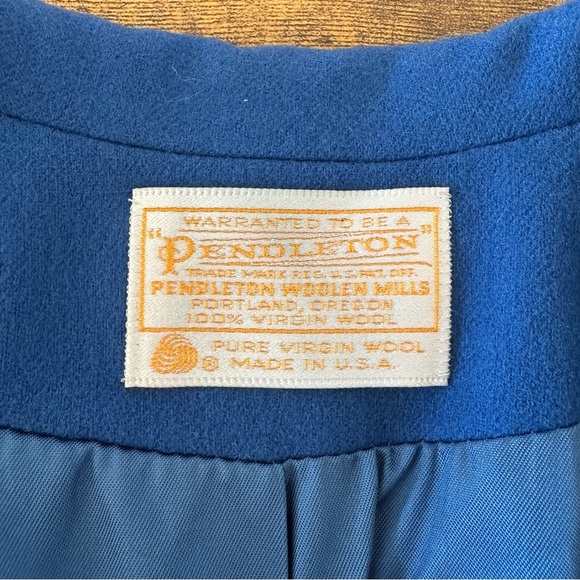 WARRANTED TO BE A
"PENDLETON"
TRADE MARK REG. U.S. PAT. OFF.
PENDLETON WOOLEN MILLS
PORTLAND, OREGON
100% VIRGIN WOOL
® PURE VIRGIN WOOL
MADE IN U.S.A.